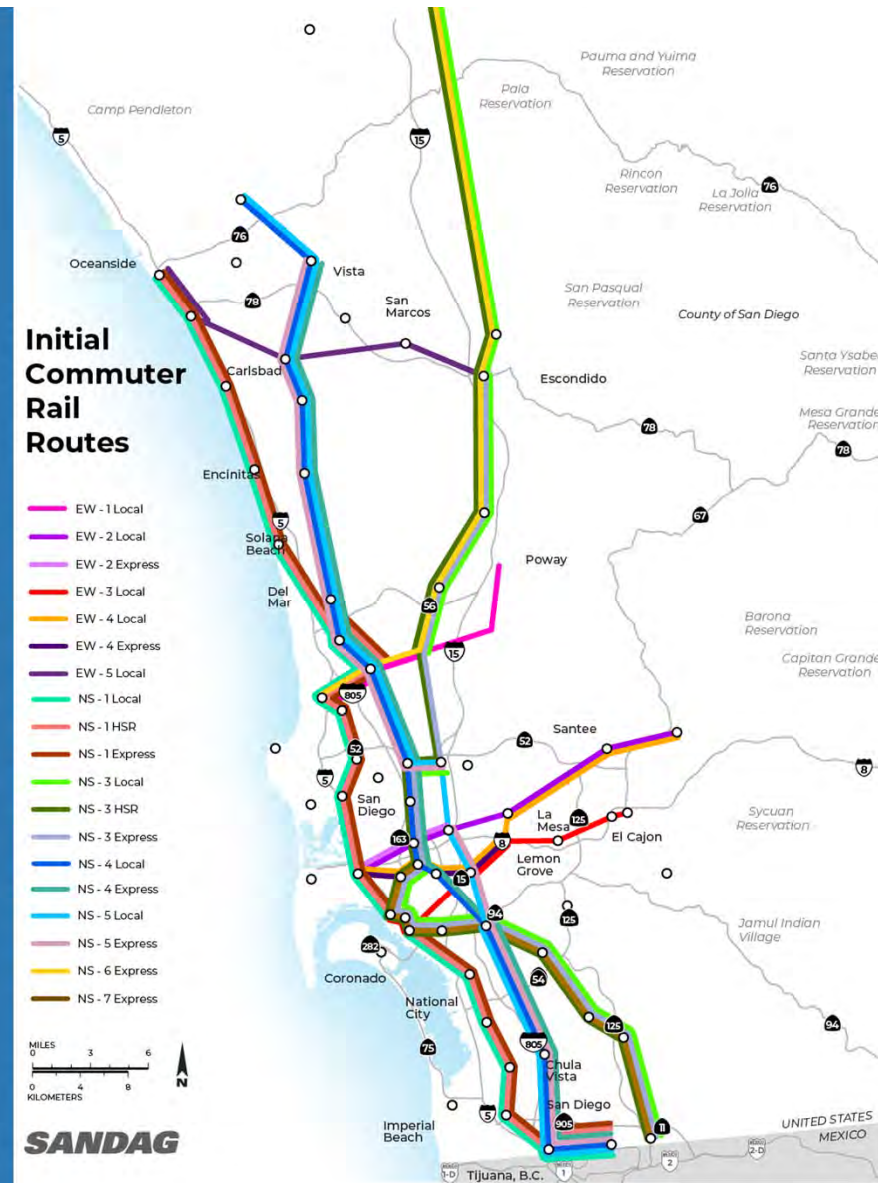 Initial
Commuter
Rail
Routes
EW - 1 Local
EW - 2 Local
EW - 2 Express
EW - 3 Local
EW - 4 Local
EW - 4 Express
EW - 5 Local
NS - 1 Local
NS - 1 HSR
NS - 1 Express
NS - 3 Local
NS - 3 HSR
NS - 3 Express
NS - 4 Local
NS - 4 Express
NS - 5 Local
NS - 5 Express
NS - 6 Express
NS - 7 Express
MILES
0 3 6
0 4 8
KILOMETERS
N
SANDAG
Pauma and Yuima
Reservation
Camp Pendleton
Pala
Reservation
5
15
Rincon
Reservation
76
La Jolla
Reservation
76
Oceanside
Vista
78
San
Marcos
San Pasqual
Reservation
County of San Diego
Santa Ysabe
Reservation
Carlsbad
Escondido
Mesa Grande
Reservation
78
78
Encinitas
67
5
Solana
Beach
Poway
Del
Mar
56
Barona
Reservation
15
Capitan Grande
Reservation
805
Santee
52
52
8
5
San
Diego
La
Mesa
125
El Cajon
Sycuan
Reservation
163
8
Lemon
Grove
15
94
125
Jamul Indian
Village
282
Coronado
54
National
City
125
94
75
805
Chula
Vista
San Diego
5
905
11
Imperial
Beach
UNITED STATES
MEXICO
1-D
Tijuana, B.C.
1
2
2-D